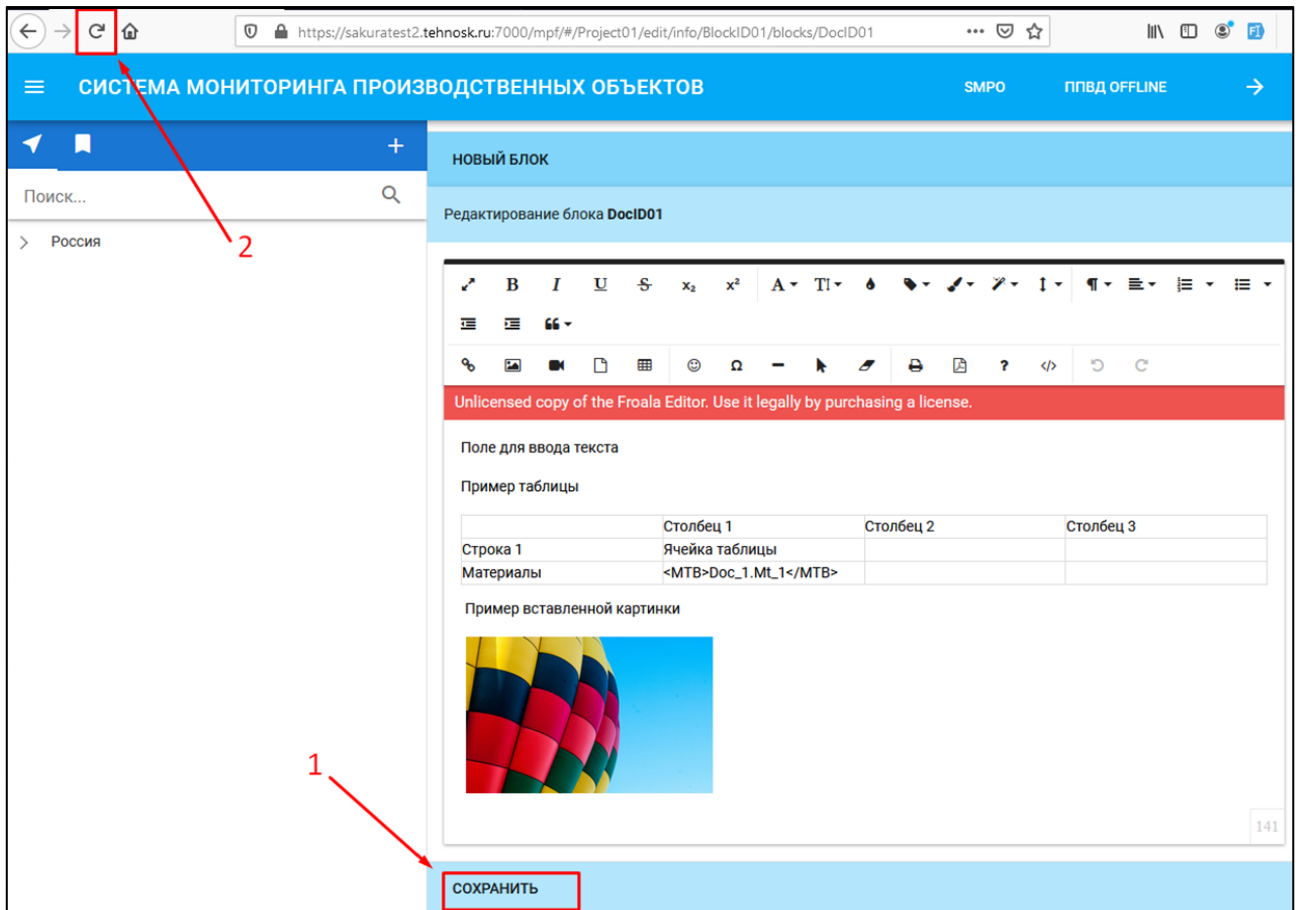 https://sakuratest2.tehnosk.ru:7000/mpf/#/Project01/edit/info/BlockID01/blocks/DocID01
СИСТЕМА МОНИТОРИНГА ПРОИЗВОДСТВЕННЫХ ОБЪЕКТОВ SMPO ППВД OFFLINE
НОВЫЙ БЛОК
Поиск...
Редактирование блока DocID01
Россия
2
Unlicensed copy of the Froala Editor. Use it legally by purchasing a license.
Поле для ввода текста
Пример таблицы
Столбец 1 Столбец 2 Столбец 3
Строка 1 Ячейка таблицы
Материалы <MTB>Doc_1.Mt_1</MTB>
Пример вставленной картинки
1
141
СОХРАНИТЬ